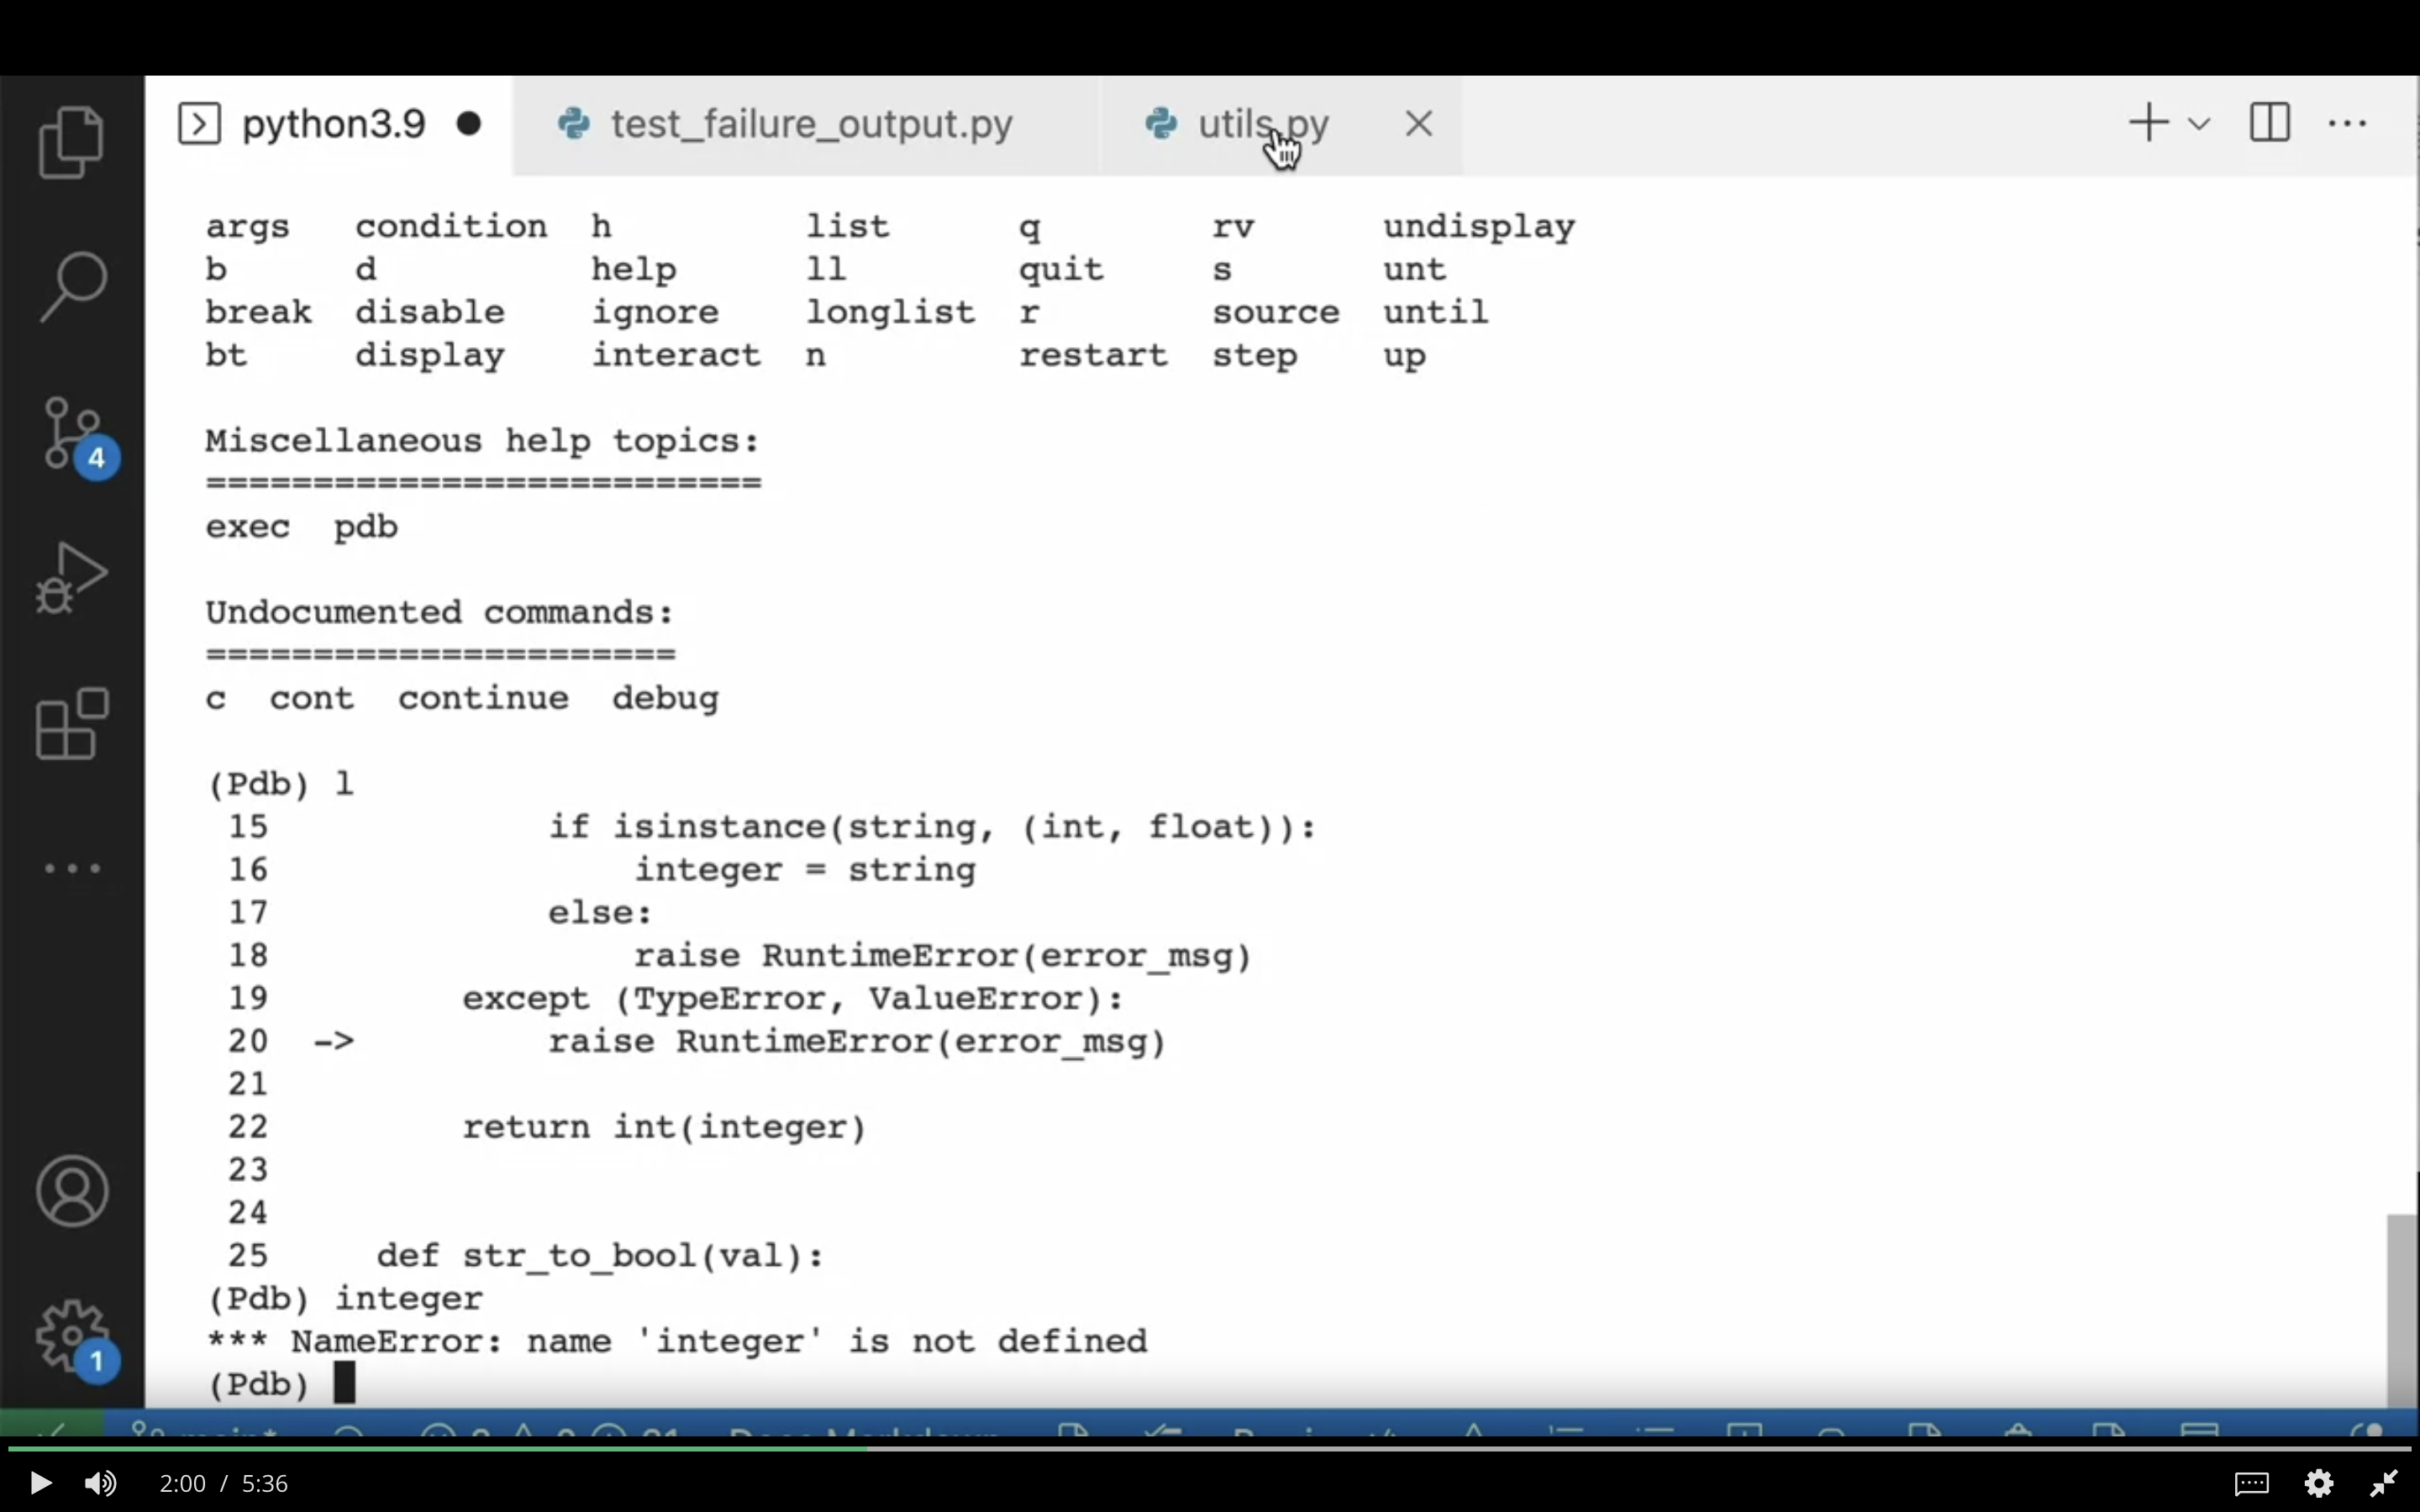 python3.9 test_failure_output.py utils.py
args condition h list q rv undisplay
b d help ll quit s unt
break disable ignore longlist r source until
bt display interact n restart step up
Miscellaneous help topics:
==========================
exec pdb
Undocumented commands:
======================
c cont continue debug
(Pdb) l
15 if isinstance(string, (int, float)):
16 integer = string
17 else:
18 raise RuntimeError(error_msg)
19 except (TypeError, ValueError):
20 -> raise RuntimeError(error_msg)
21
22 return int(integer)
23
24
25 def str_to_bool(val):
(Pdb) integer
*** NameError: name 'integer' is not defined
(Pdb)
4
1
2:00 / 5:36